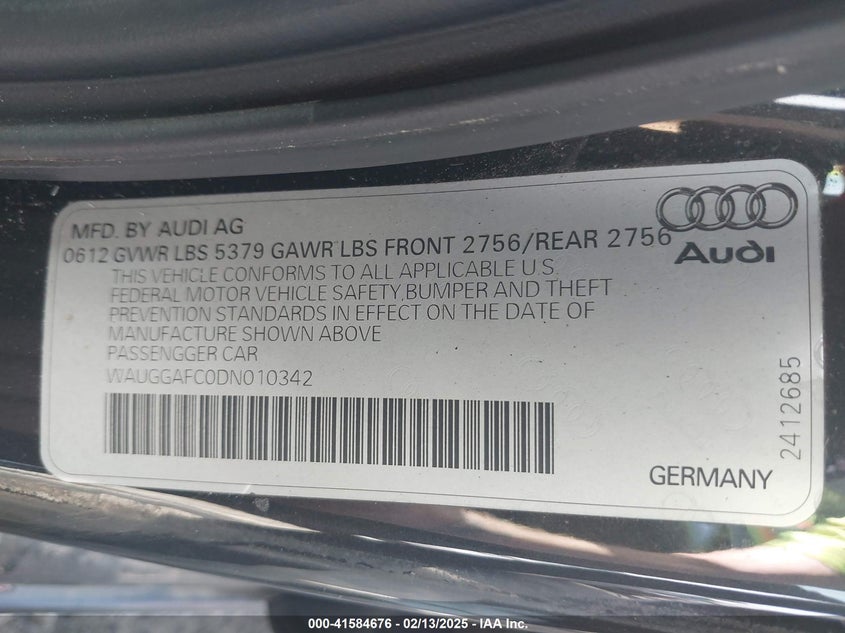 MFD. BY AUDI AG
0612 GVWR LBS 5379 GAWR LBS FRONT 2756/REAR 2756
THIS VEHICLE CONFORMS TO ALL APPLICABLE U.S.
FEDERAL MOTOR VEHICLE SAFETY,BUMPER AND THEFT
PREVENTION STANDARDS IN EFFECT ON THE DATE OF
MANUFACTURE SHOWN ABOVE
PASSENGGER CAR
WAUGGAFC0DN010342
Audi
2412685
GERMANY
000-41584676 - 02/13/2025 - IAA Inc.